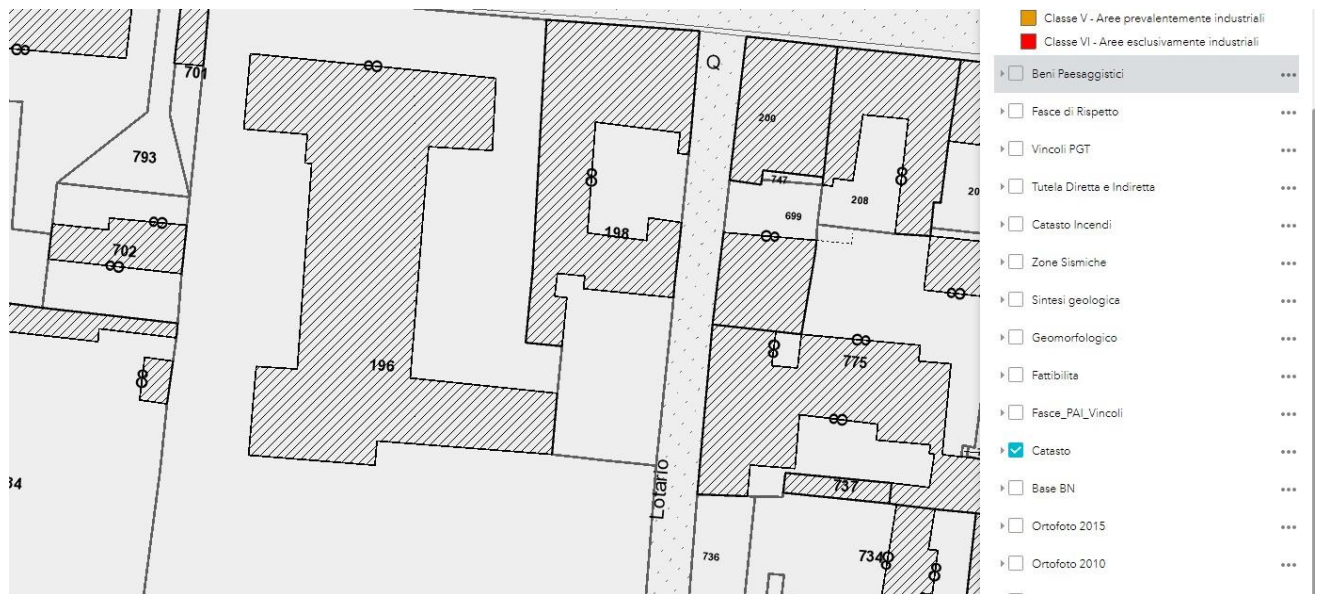 701
793
702
34
196
198
Q
200
747
699
208
20
775
737
736
734
Lotario
Classe V - Aree prevalentemente industriali
Classe VI - Aree esclusivamente industriali
Beni Paesaggistici
Fasce di Rispetto
Vincoli PGT
Tutela Diretta e Indiretta
Catasto Incendi
Zone Sismiche
Sintesi geologica
Geomorfologico
Fattibilita
Fasce_PAI_Vincoli
Catasto
Base BN
Ortofoto 2015
Ortofoto 2010